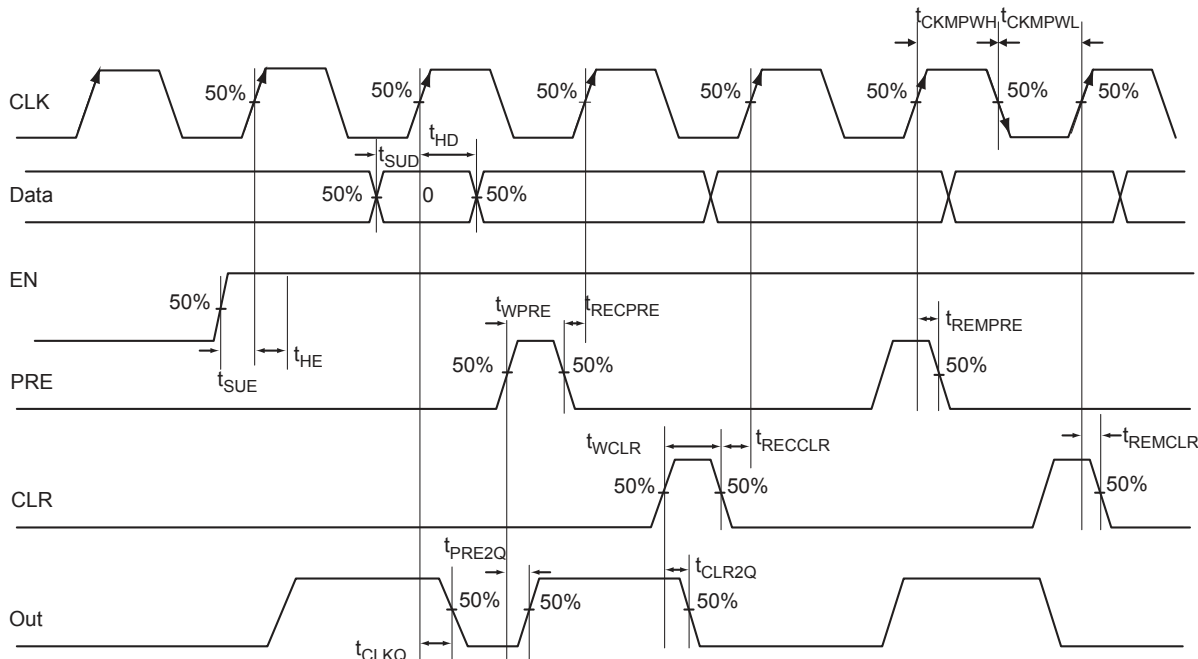 tCKMPWH tCKMPWL
CLK 50% 50% 50% 50% 50% 50% 50%
tSUD tHD
Data 50% 0 50%
EN 50%
tSUE tHE
tWPRE tRECPRE tREMPRE
PRE 50% 50% 50%
tWCLR tRECCLR tREMCLR
CLR 50% 50% 50%
tPRE2Q tCLR2Q
Out 50% 50% 50%
tCLKQ